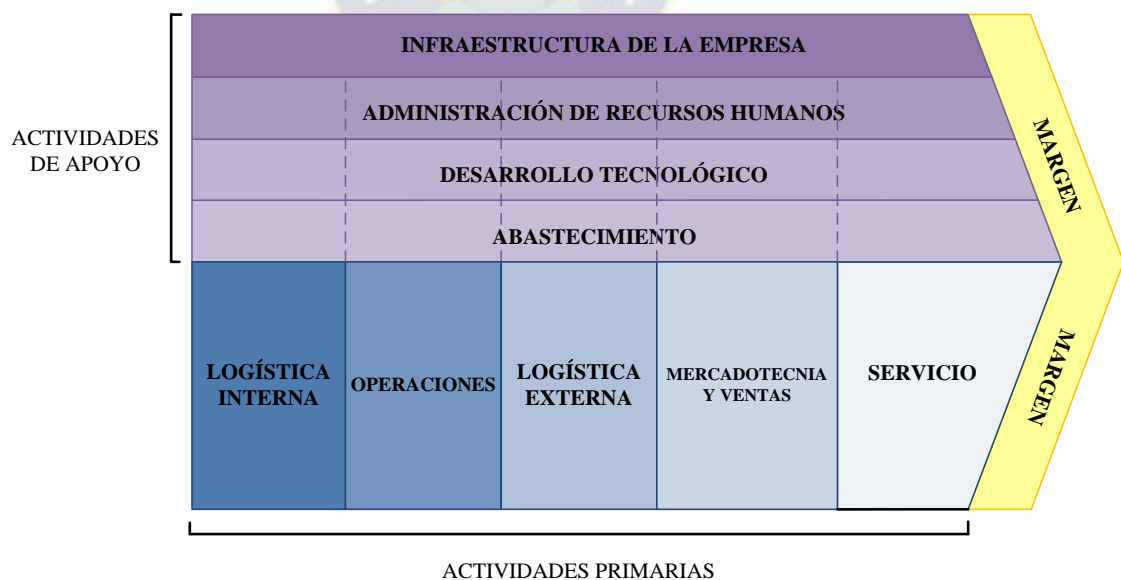 INFRAESTRUCTURA DE LA EMPRESA
ADMINISTRACIÓN DE RECURSOS HUMANOS
ACTIVIDADES
DE APOYO
DESARROLLO TECNOLÓGICO
ABASTECIMIENTO
MARGEN
LOGÍSTICA
INTERNA
OPERACIONES
LOGÍSTICA
EXTERNA
MERCADOTECNIA
Y VENTAS
SERVICIO
MARGEN
ACTIVIDADES PRIMARIAS